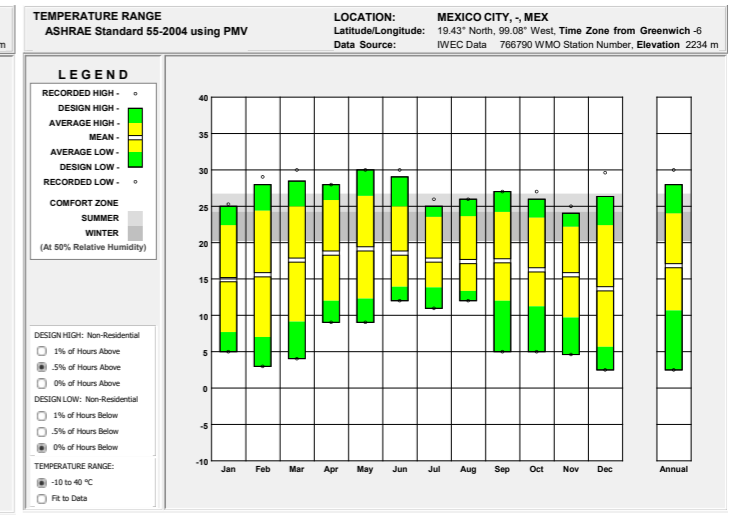 TEMPERATURE RANGE
ASHRAE Standard 55-2004 using PMV
LOCATION: MEXICO CITY, -, MEX
Latitude/Longitude: 19.43° North, 99.08° West, Time Zone from Greenwich -6
Data Source: IWEC Data 766790 WMO Station Number, Elevation 2234 m
m
LEGEND
RECORDED HIGH -
DESIGN HIGH -
AVERAGE HIGH -
MEAN -
AVERAGE LOW -
DESIGN LOW -
RECORDED LOW -
COMFORT ZONE
SUMMER
WINTER
(At 50% Relative Humidity)
DESIGN HIGH: Non-Residential
1% of Hours Above
.5% of Hours Above
0% of Hours Above
DESIGN LOW: Non-Residential
1% of Hours Below
.5% of Hours Below
0% of Hours Below
TEMPERATURE RANGE:
-10 to 40 °C
Fit to Data
40
35
30
25
20
15
10
5
0
-5
-10
Jan Feb Mar Apr May Jun Jul Aug Sep Oct Nov Dec Annual